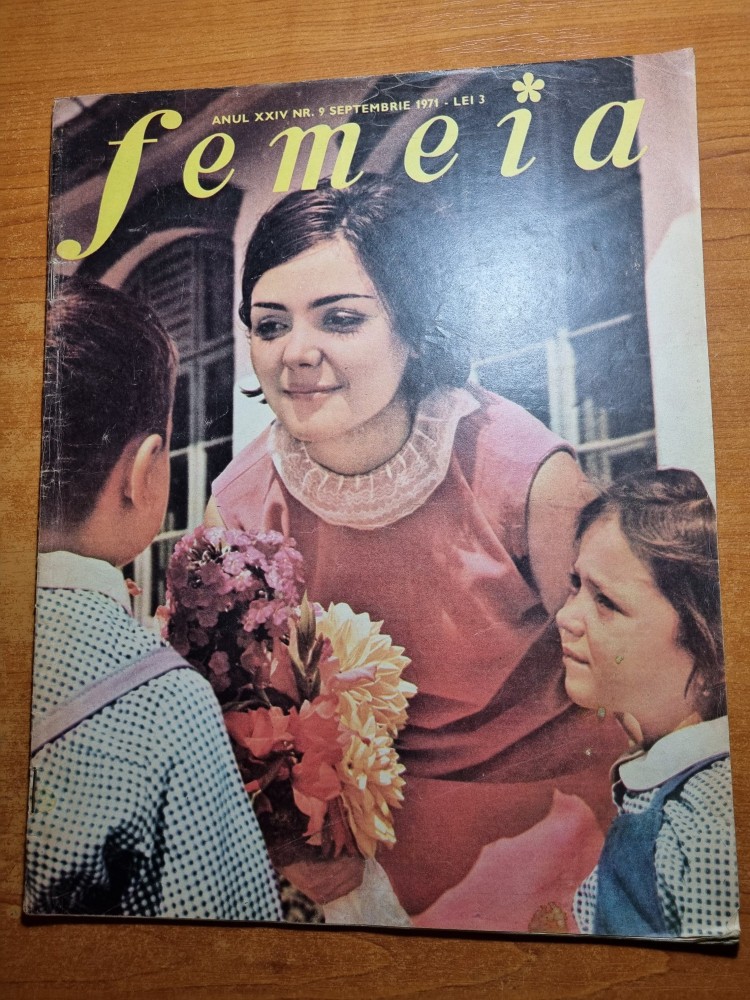 ANUL XXIV NR. 9 SEPTEMBRIE 1971 - LEI 3
femeia